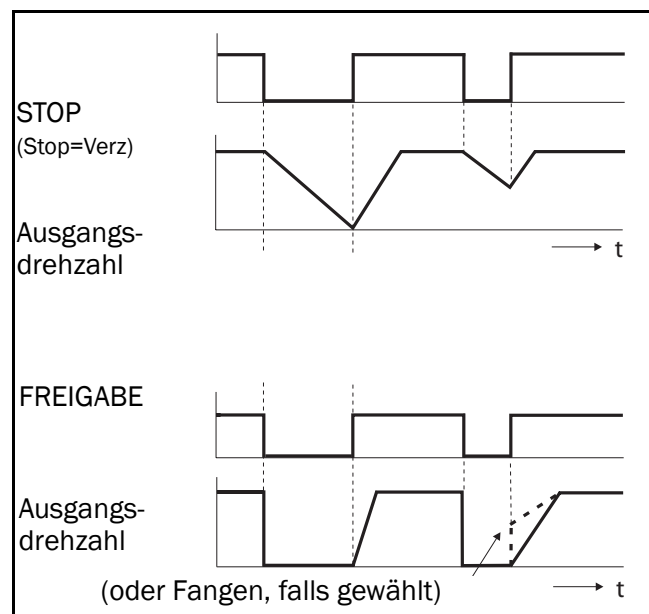 STOP
(Stop=Verz)
Ausgangs-
drehzahl
t
FREIGABE
Ausgangs-
drehzahl
(oder Fangen, falls gewählt)
t